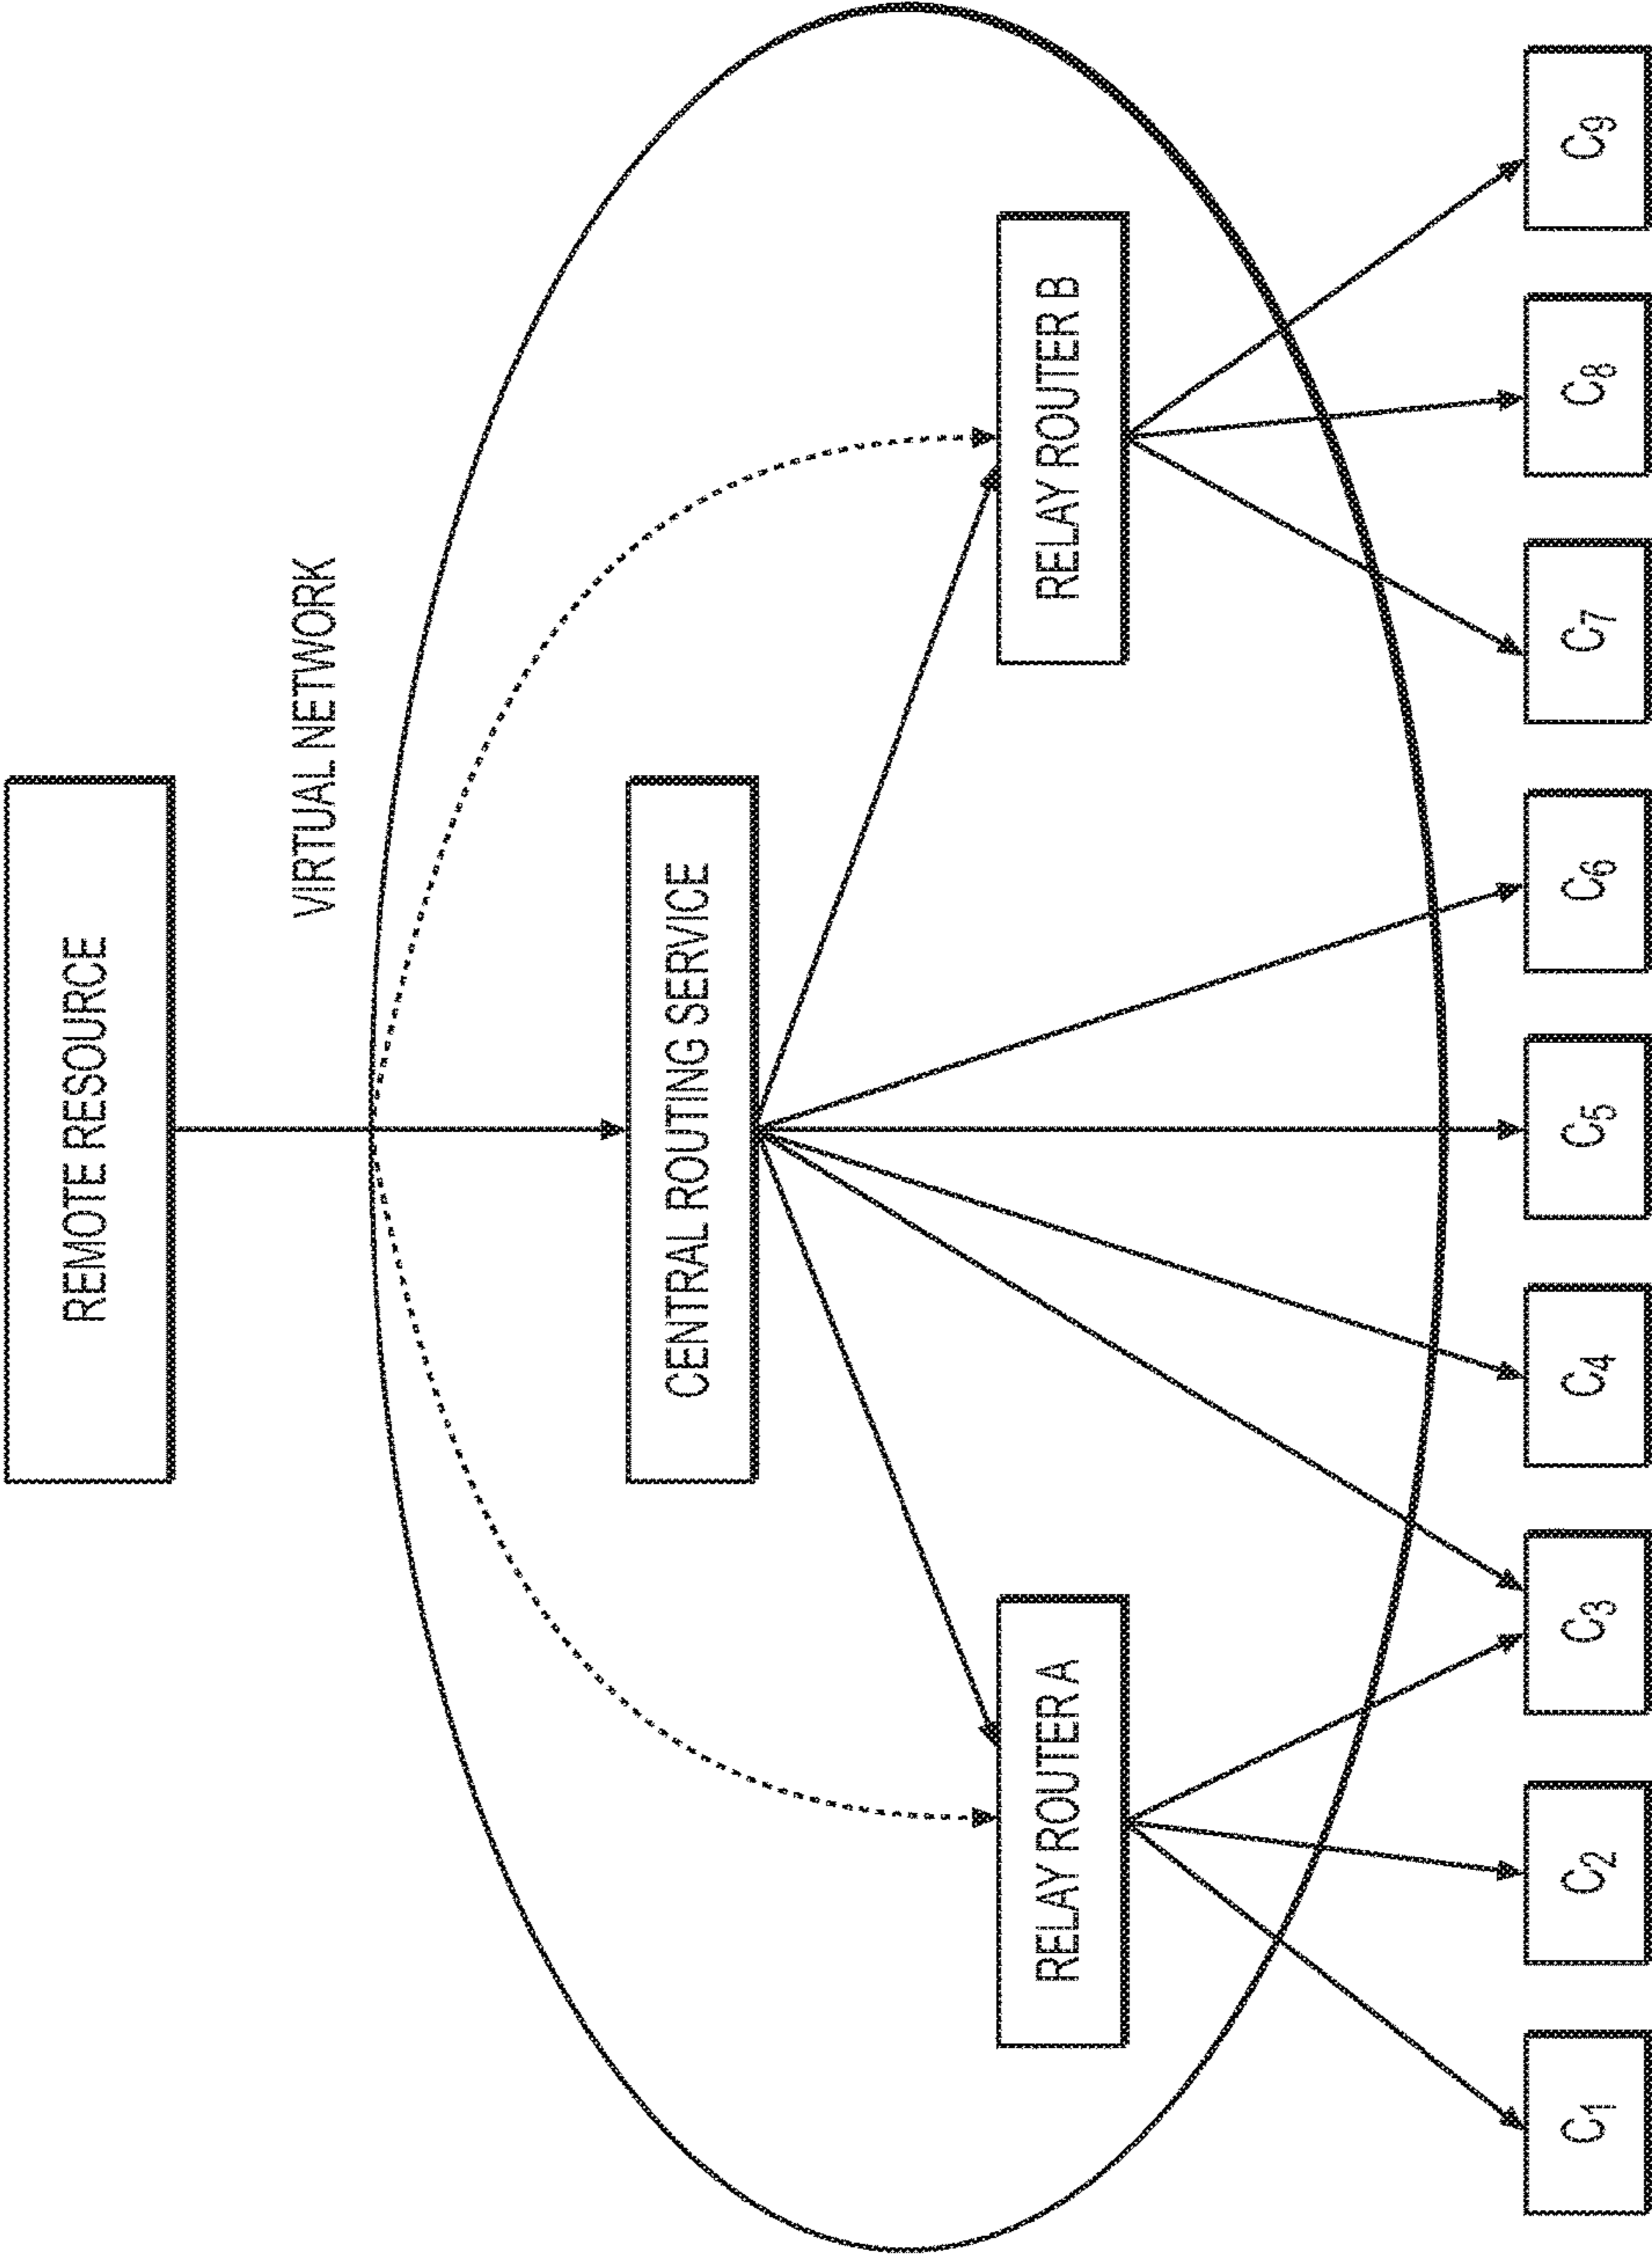 REMOTE RESOURCE
VIRTUAL NETWORK
CENTRAL ROUTING SERVICE
RELAY ROUTER A
RELAY ROUTER B
C1
C2
C3
C4
C5
C6
C7
C8
C9